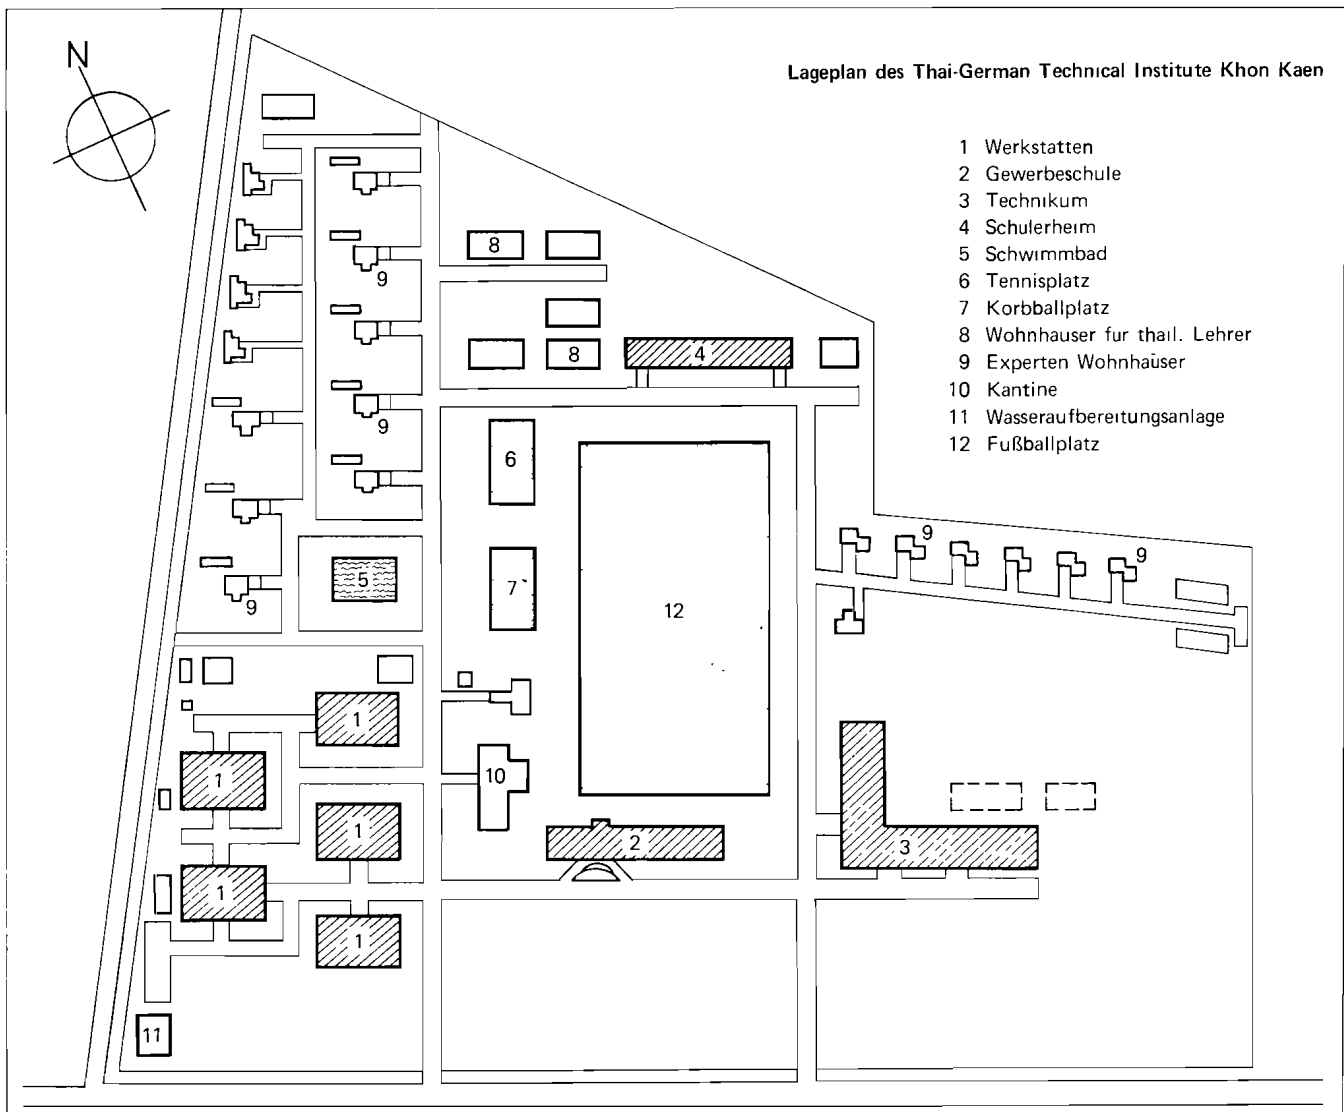 N
Lageplan des Thai-German Technical Institute Khon Kaen
1 Werkstatten
2 Gewerbeschule
3 Technikum
4 Schulerheim
5 Schwimmbad
6 Tennisplatz
7 Korbballplatz
8 Wohnhauser fur thail. Lehrer
9 Experten Wohnhäuser
10 Kantine
11 Wasseraufbereitungsanlage
12 Fußballplatz
8
9
8
4
9
6
9
9
5
7
12
9
1
1
10
1
2
3
1
1
11